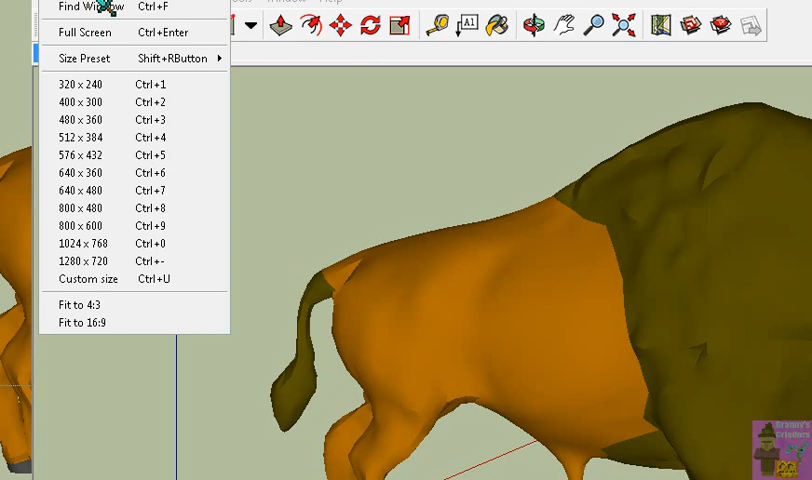 Find Window Ctrl+F
A1
Full Screen Ctrl+Enter
Size Preset Shift+RButton
320 x 240 Ctrl+1
400 x 300 Ctrl+2
480 x 360 Ctrl+3
512 x 384 Ctrl+4
576 x 432 Ctrl+5
640 x 360 Ctrl+6
640 x 480 Ctrl+7
800 x 480 Ctrl+8
800 x 600 Ctrl+9
1024 x 768 Ctrl+0
1280 x 720 Ctrl+-
Custom size Ctrl+U
Fit to 4:3
Fit to 16:9